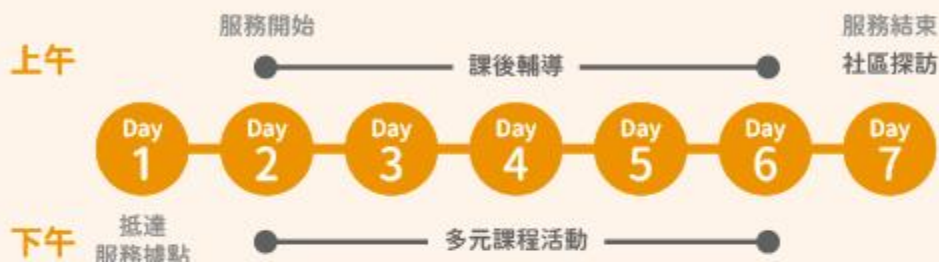 服務開始
服務結束
上午
課後輔導
社區探訪
Day 1
Day 2
Day 3
Day 4
Day 5
Day 6
Day 7
下午
抵達
服務據點
多元課程活動